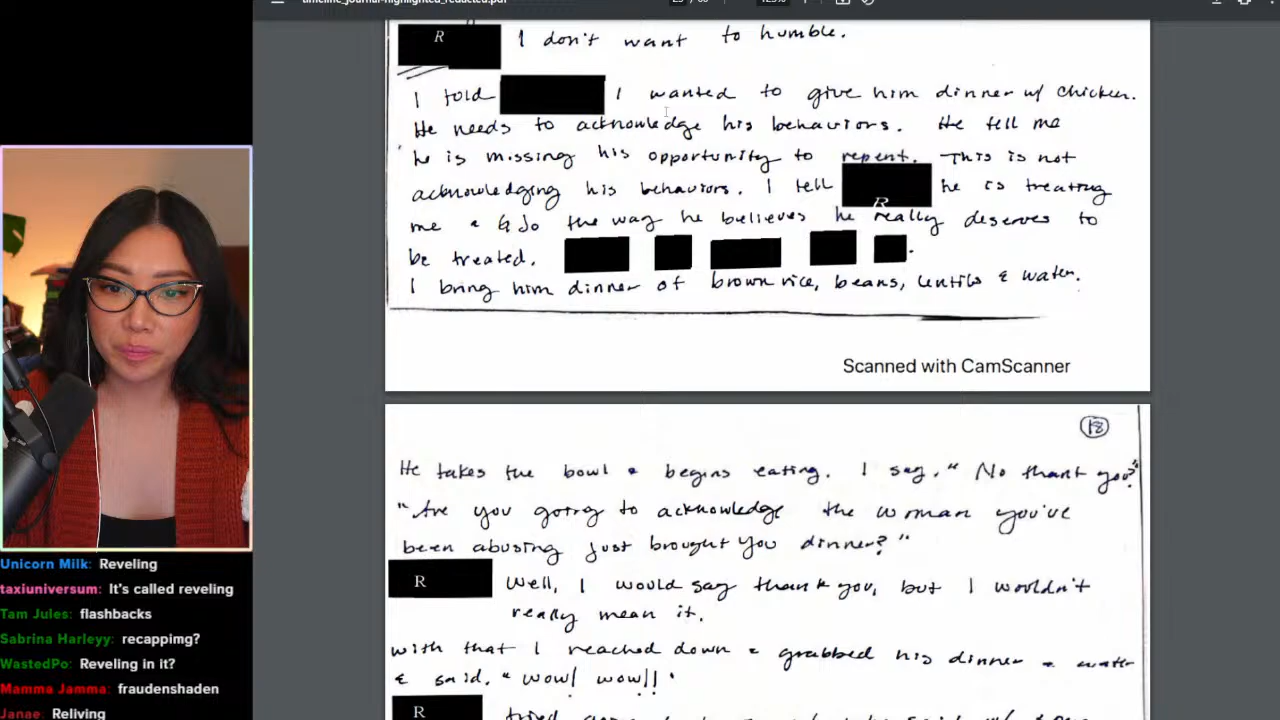 timeline_journal-highlighted_redacted.pdf
R I don't want to humble.
I told I wanted to give him dinner w/ chicken.
He needs to acknowledge his behaviors. He tell me
he is missing his opportunity to repent. This is not
acknowledging his behaviors. I tell R he is treating
me & the way he believes he really deserves to
be treated.
I bring him dinner of brown rice, beans, lentils & water.
Scanned with CamScanner
18
He takes the bowl & begins eating. I say, "No thank you?"
"Are you going to acknowledge the woman you've
been abusing just brought you dinner?"
R Well, I would say thank you, but I wouldn't
really mean it.
with that I reached down & grabbed his dinner & water
& said, "wow! wow!!"
R
Unicorn Milk: Reveling
taxiuniversum: It's called reveling
Tam Jules: flashbacks
Sabrina Harleyy: recappimg?
WastedPo: Reveling in it?
Mamma Jamma: fraudenshaden
Janae: Reliving